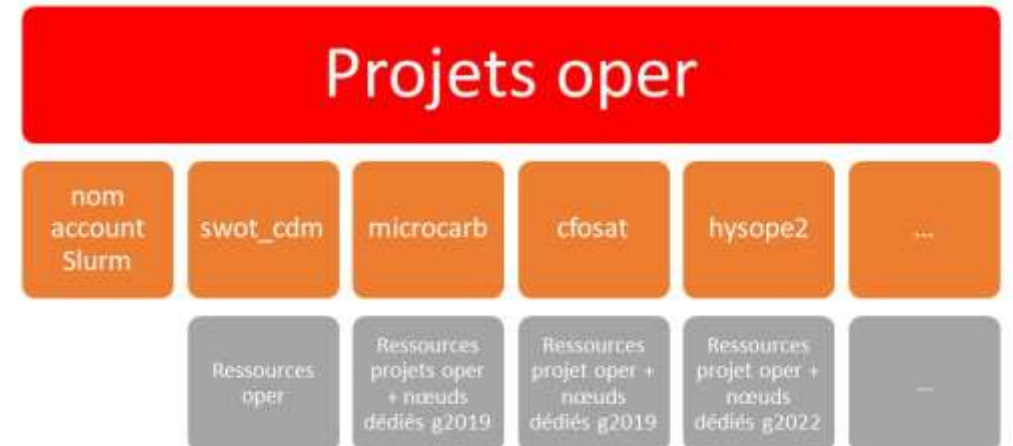 Projets oper
nom
account
Slurm
swot_cdm
microcarb
cfosat
hysope2
...
Ressources
oper
Ressources
projets oper
+ nœuds
dédiés g2019
Ressources
projet oper +
nœuds
dédiés g2019
Ressources
projet oper +
nœuds
dédiés g2022
...